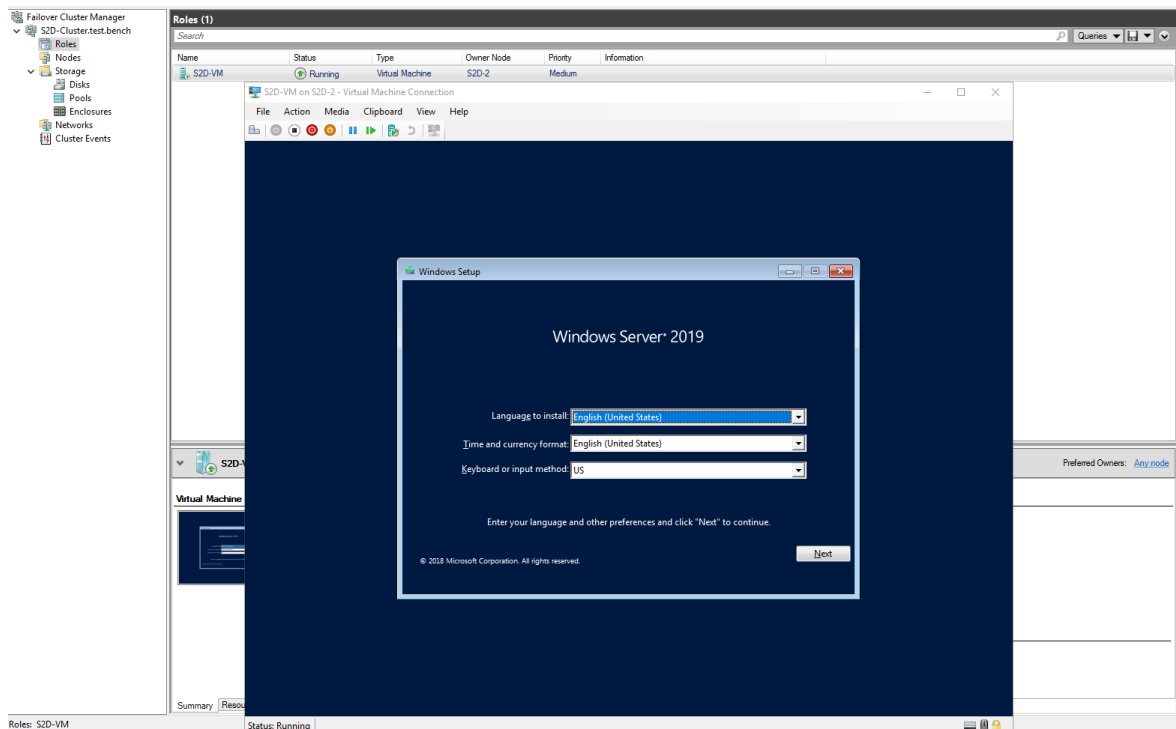 Failover Cluster Manager
S2D-Cluster.test.bench
Roles
Nodes
Storage
Disks
Pools
Enclosures
Networks
Cluster Events
Roles (1)
Search
Queries
Name Status Type Owner Node Priority Information
S2D-VM Running Virtual Machine S2D-2 Medium
S2D-VM on S2D-2 - Virtual Machine Connection
File Action Media Clipboard View Help
Windows Setup
Windows Server 2019
Language to install: English (United States)
Time and currency format: English (United States)
Keyboard or input method: US
Enter your language and other preferences and click "Next" to continue.
© 2018 Microsoft Corporation. All rights reserved.
Next
S2D-V
Preferred Owners: Any node
Virtual Machine
Summary Resou
Status: Running
Roles: S2D-VM